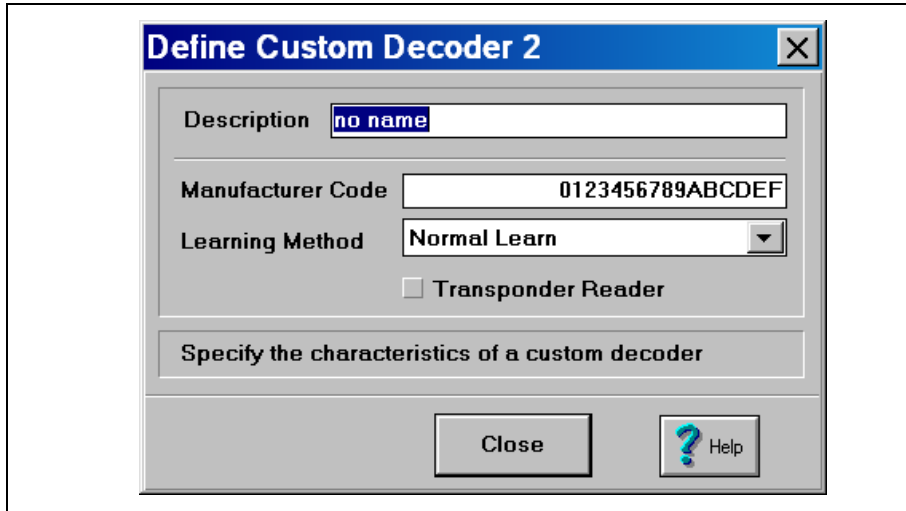 Define Custom Decoder 2
Description no name
Manufacturer Code 0123456789ABCDEF
Learning Method Normal Learn
Transponder Reader
Specify the characteristics of a custom decoder
Close Help